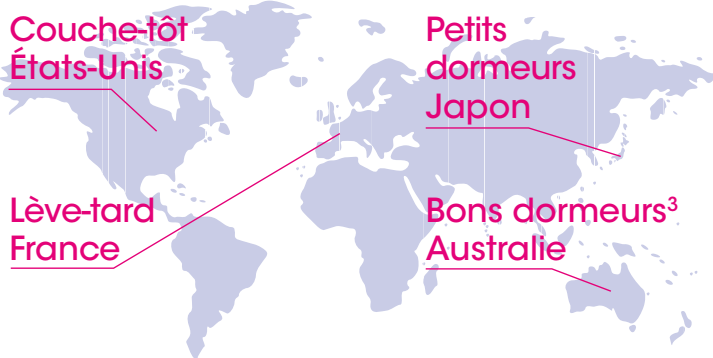 Couche-tôt
États-Unis
Petits
dormeurs
Japon
Lève-tard
France
Bons dormeurs³
Australie